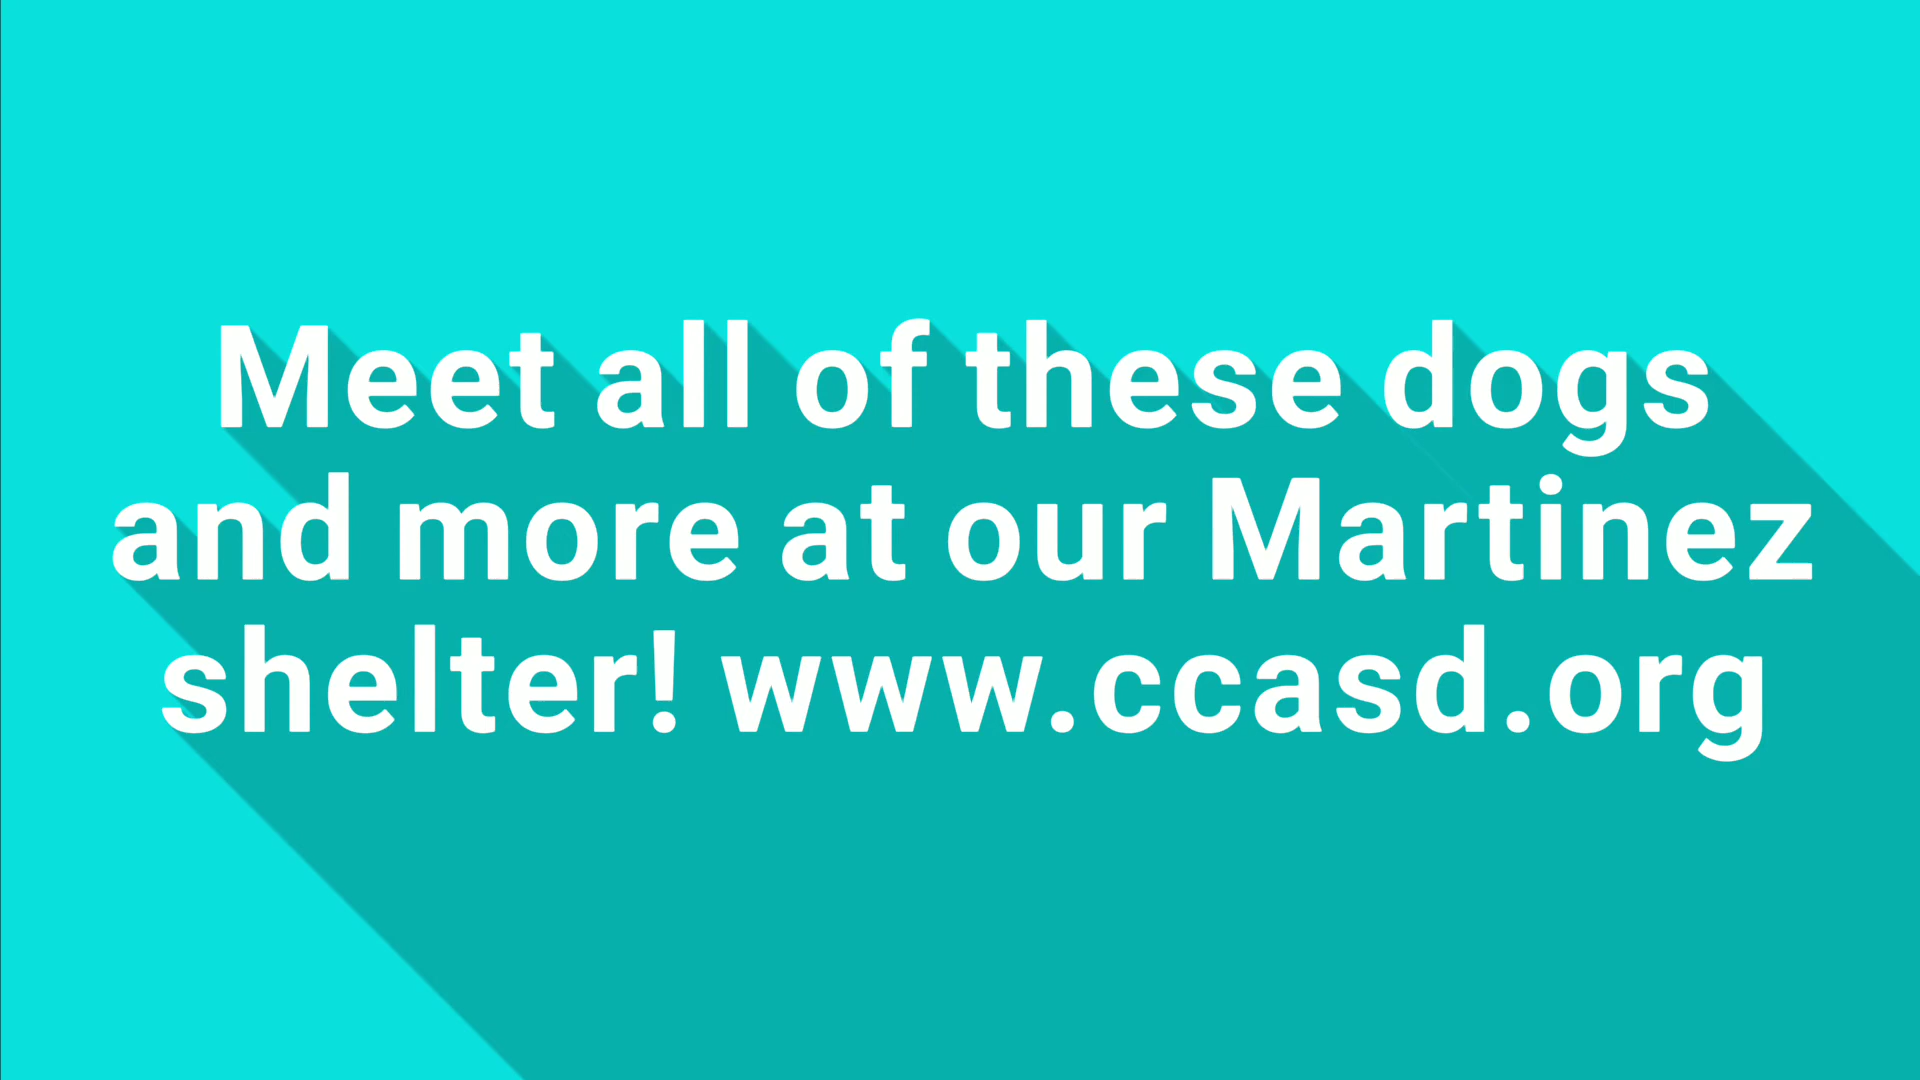 Meet all of these dogs
and more at our Martinez
shelter! www.ccasd.org